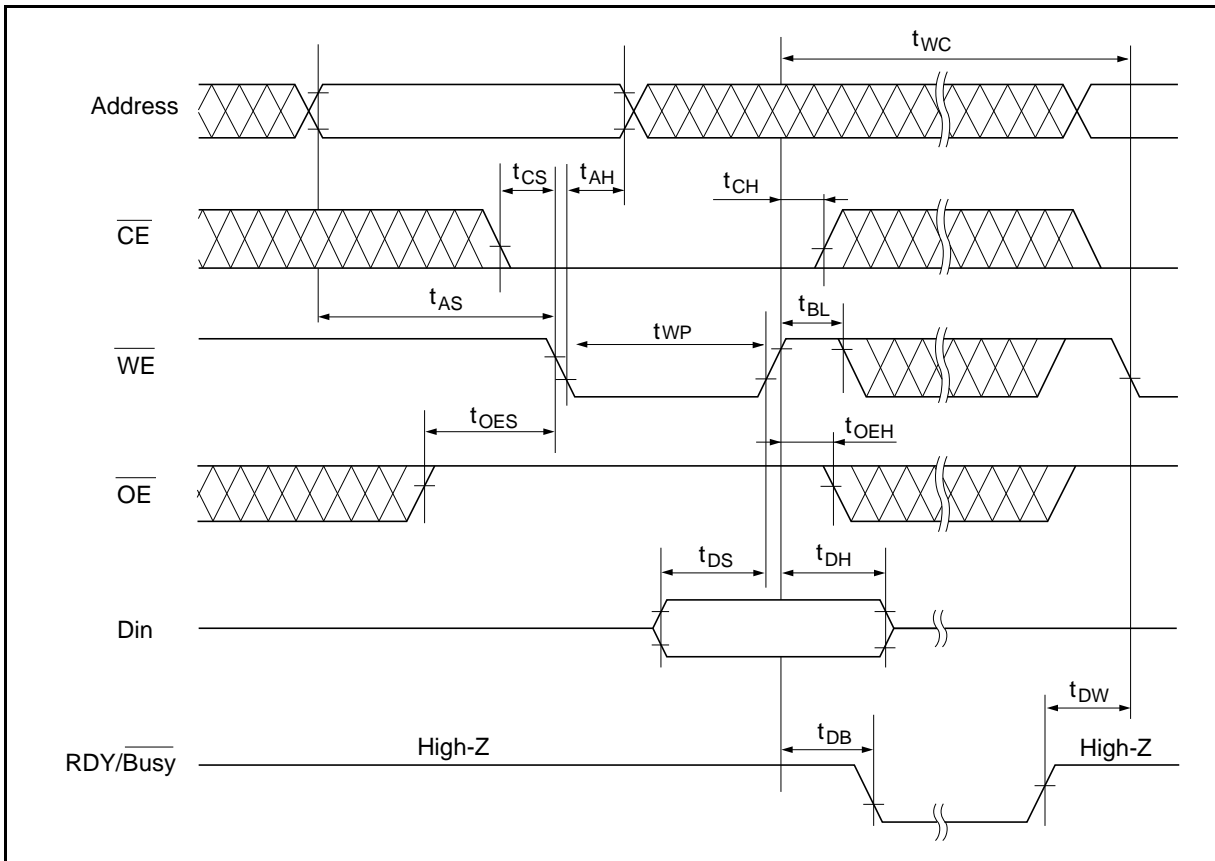 tWC
Address
tCS
tAH
tCH
CE
tAS
tBL
tWP
WE
tOES
tOEH
OE
tDS
tDH
Din
tDW
tDB
High-Z
High-Z
RDY/Busy